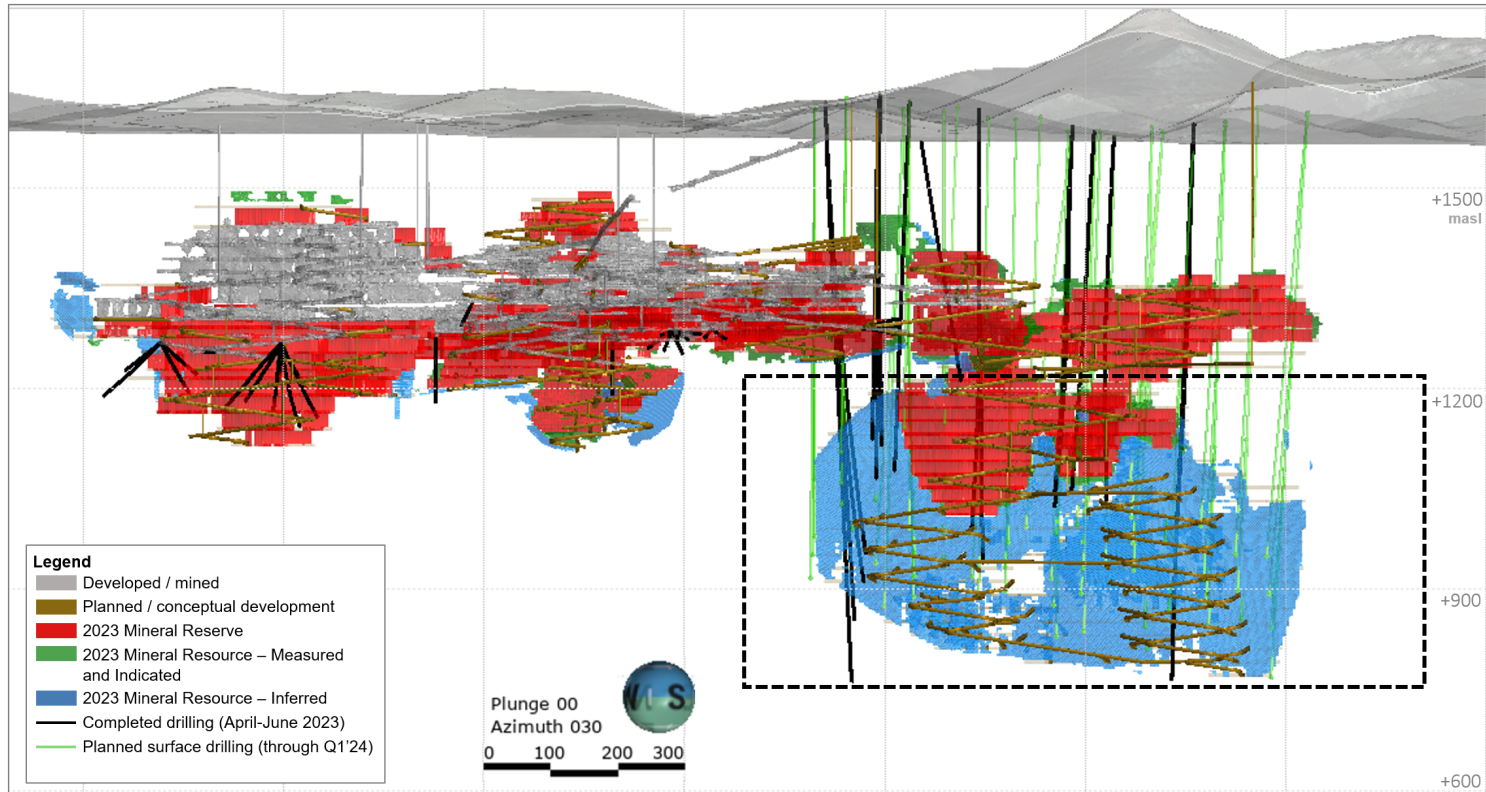 +1500
masl
+1200
+900
+600
Legend
Developed / mined
Planned / conceptual development
2023 Mineral Reserve
2023 Mineral Resource – Measured
and Indicated
2023 Mineral Resource – Inferred
Completed drilling (April-June 2023)
Planned surface drilling (through Q1'24)
Plunge 00
Azimuth 030
W S
0 100 200 300